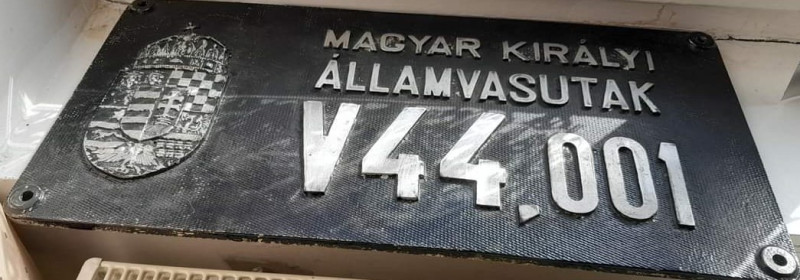 MAGYAR KIRÁLYI
ÁLLAMVASUTAK
V44.001